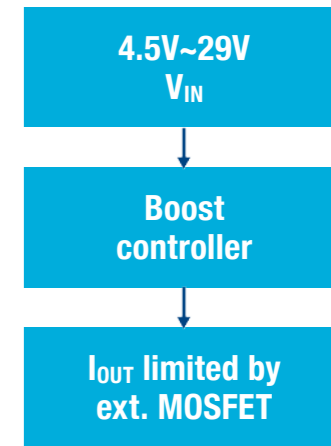 4.5V~29V
VIN
Boost
controller
IOUT limited by
ext. MOSFET